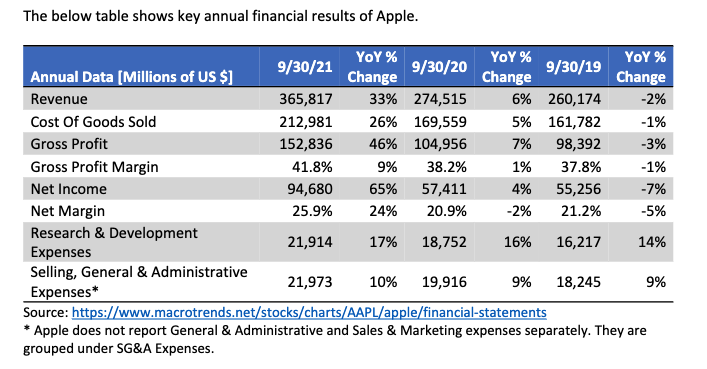 The below table shows key annual financial results of Apple.
Annual Data [Millions of US $] 9/30/21 YoY % Change 9/30/20 YoY % Change 9/30/19 YoY % Change
Revenue 365,817 33% 274,515 6% 260,174 -2%
Cost Of Goods Sold 212,981 26% 169,559 5% 161,782 -1%
Gross Profit 152,836 46% 104,956 7% 98,392 -3%
Gross Profit Margin 41.8% 9% 38.2% 1% 37.8% -1%
Net Income 94,680 65% 57,411 4% 55,256 -7%
Net Margin 25.9% 24% 20.9% -2% 21.2% -5%
Research & Development
Expenses 21,914 17% 18,752 16% 16,217 14%
Selling, General & Administrative
Expenses* 21,973 10% 19,916 9% 18,245 9%
Source: https://www.macrotrends.net/stocks/charts/AAPL/apple/financial-statements
* Apple does not report General & Administrative and Sales & Marketing expenses separately. They are
grouped under SG&A Expenses.